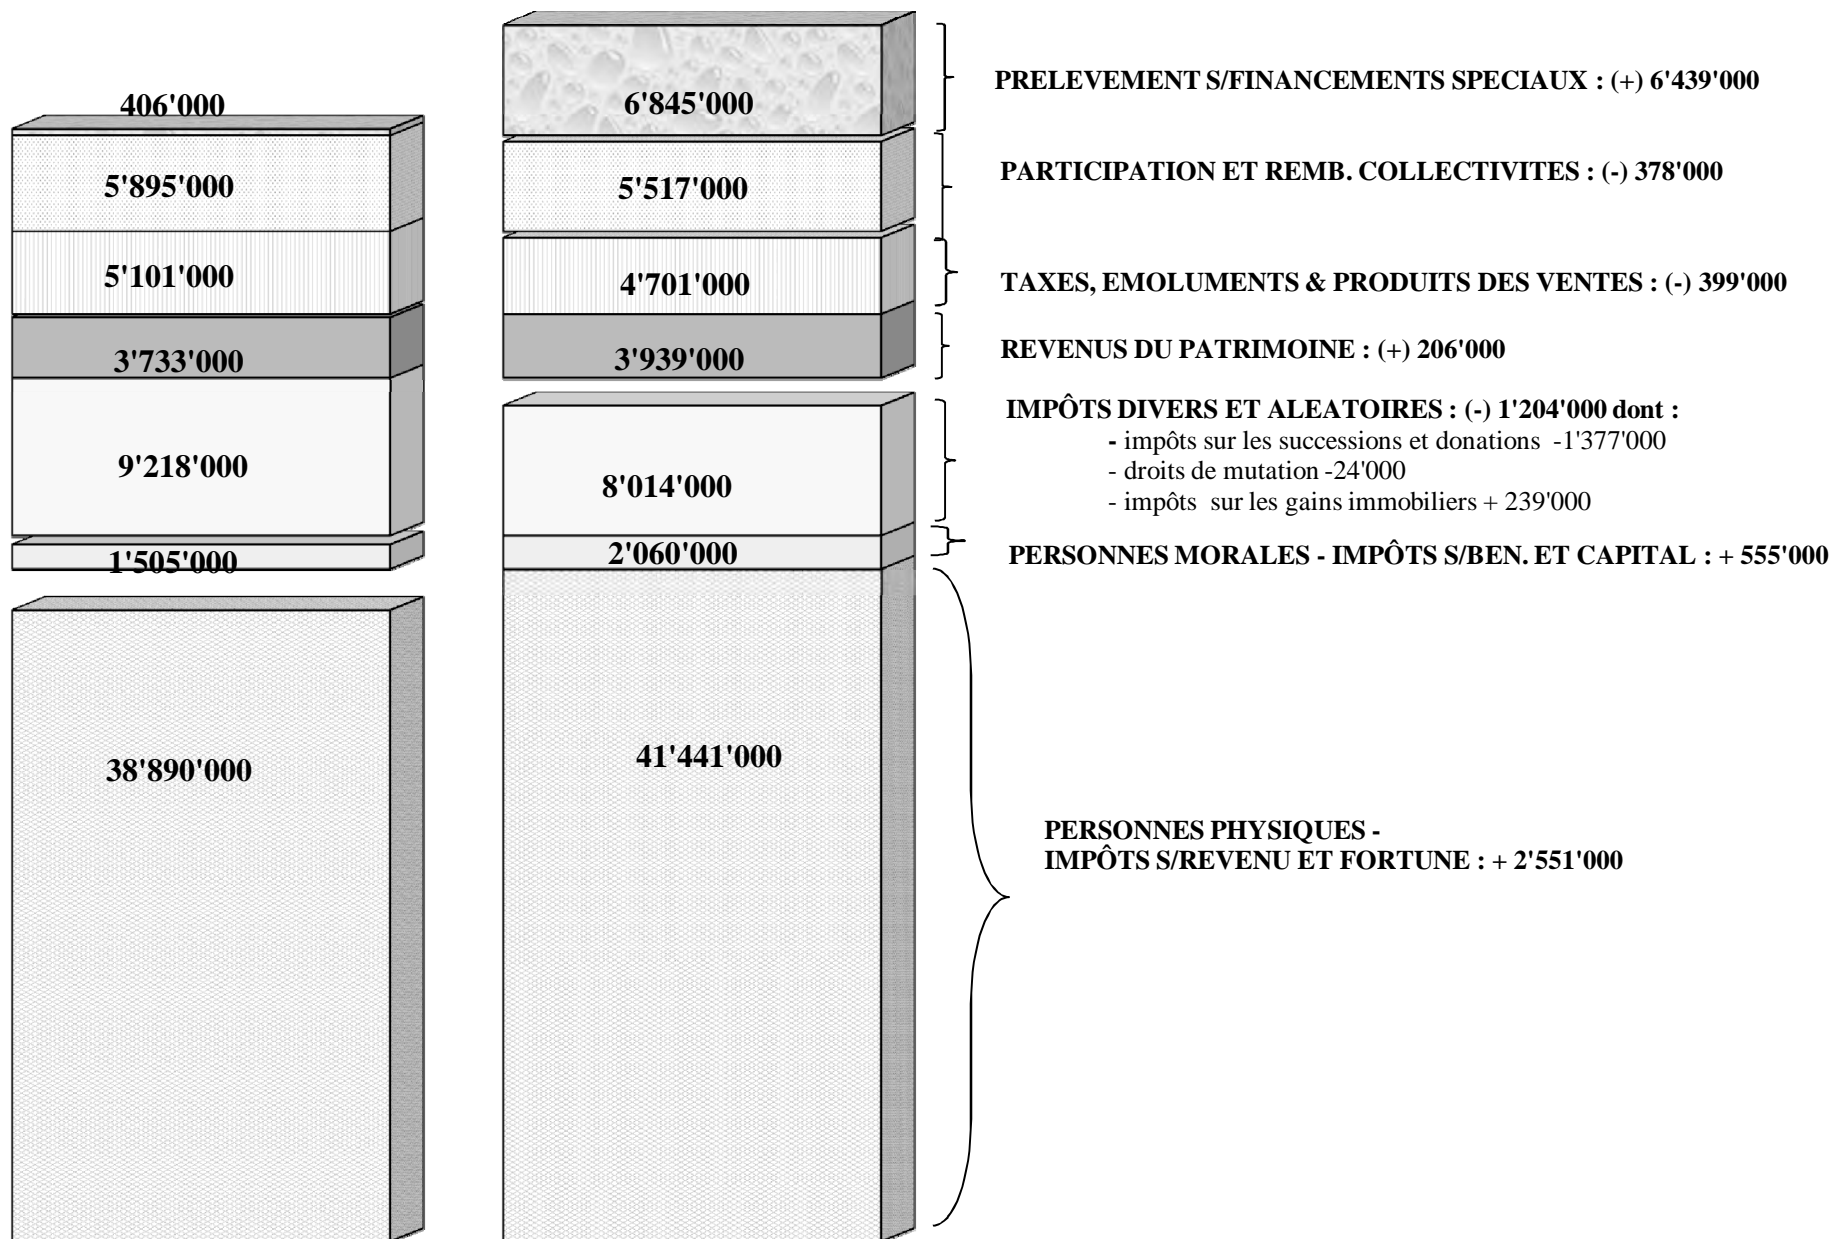 406'000
5'895'000
5'101'000
3'733'000
9'218'000
1'505'000
38'890'000
6'845'000
5'517'000
4'701'000
3'939'000
8'014'000
2'060'000
41'441'000
PRELEVEMENT S/FINANCEMENTS SPECIAUX : (+) 6'439'000
PARTICIPATION ET REMB. COLLECTIVITES : (-) 378'000
TAXES, EMOLUMENTS & PRODUITS DES VENTES : (-) 399'000
REVENUS DU PATRIMOINE : (+) 206'000
IMPÔTS DIVERS ET ALEATOIRES : (-) 1'204'000 dont :
- impôts sur les successions et donations -1'377'000
- droits de mutation -24'000
- impôts sur les gains immobiliers + 239'000
PERSONNES MORALES - IMPÔTS S/BEN. ET CAPITAL : + 555'000
PERSONNES PHYSIQUES -
IMPÔTS S/REVENU ET FORTUNE : + 2'551'000